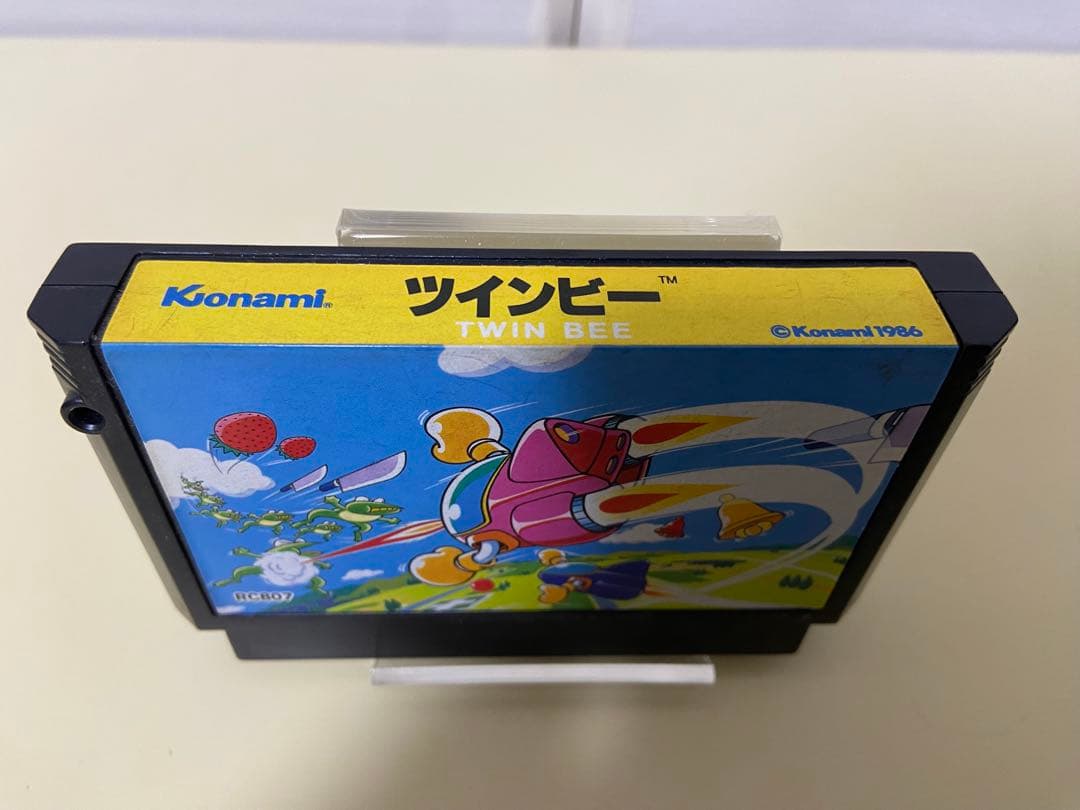 Konami®
ツインビー™
TWIN BEE
©Konami 1986
RC807